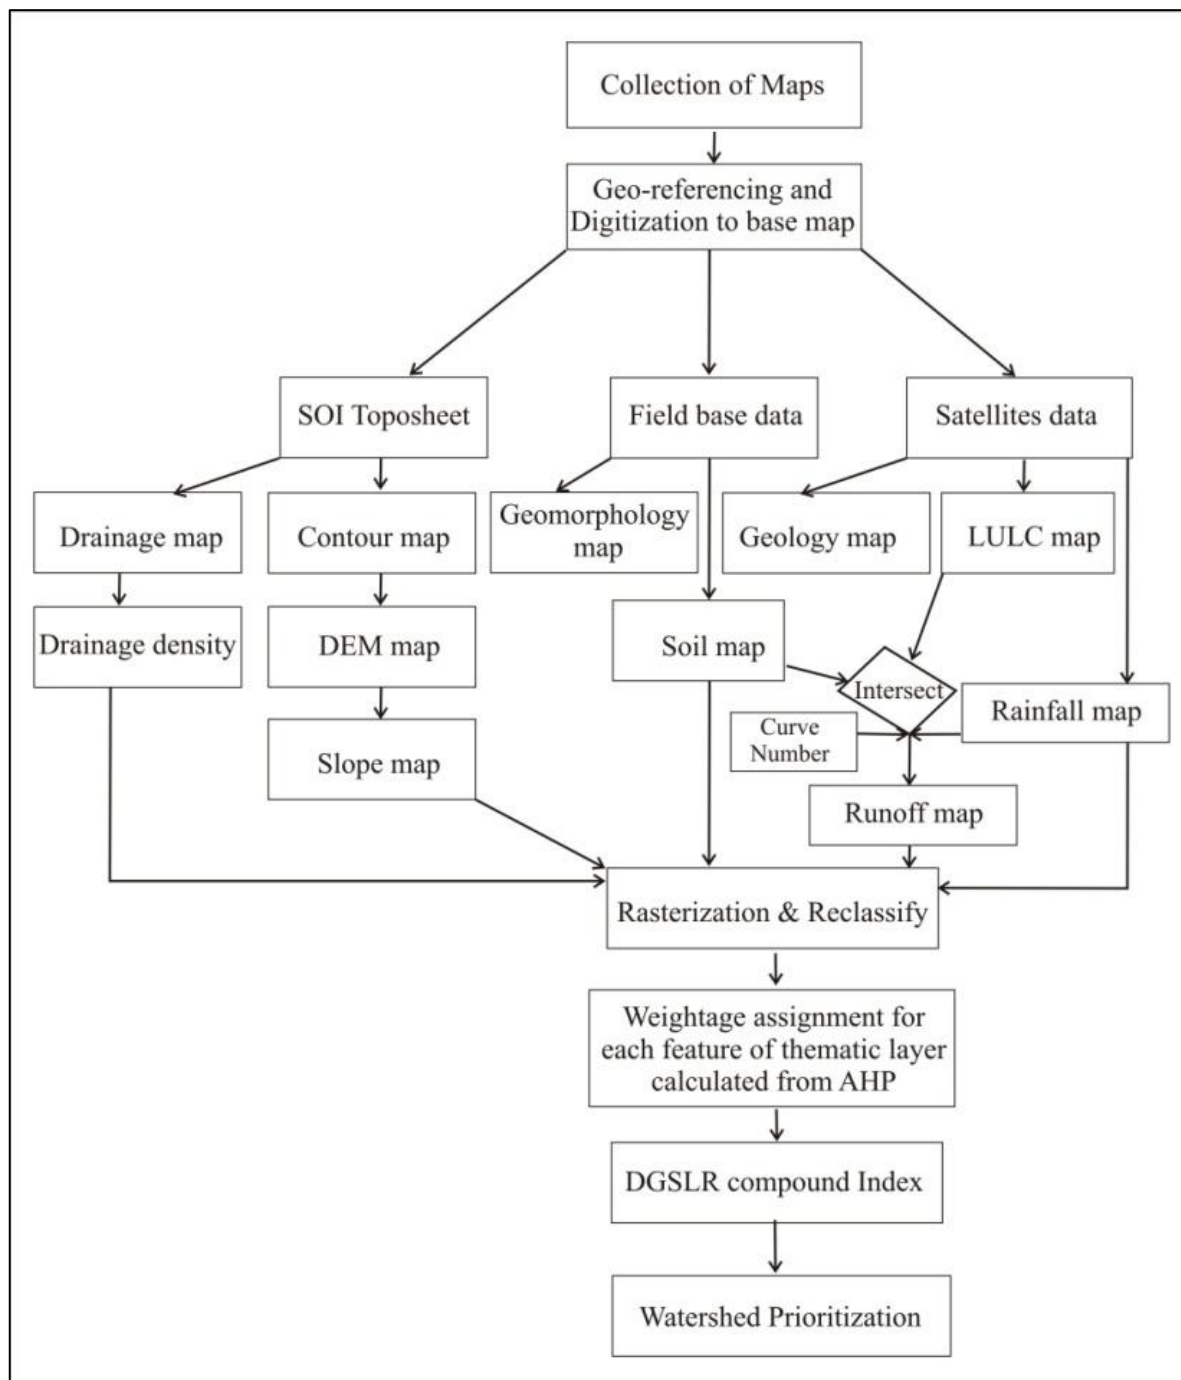 Collection of Maps
Geo-referencing and
Digitization to base map
SOI Toposheet
Field base data
Satellites data
Drainage map
Contour map
Geomorphology
map
Geology map
LULC map
Drainage density
DEM map
Soil map
Intersect
Rainfall map
Curve
Number
Slope map
Runoff map
Rasterization & Reclassify
Weightage assignment for
each feature of thematic layer
calculated from AHP
DGSLR compound Index
Watershed Prioritization